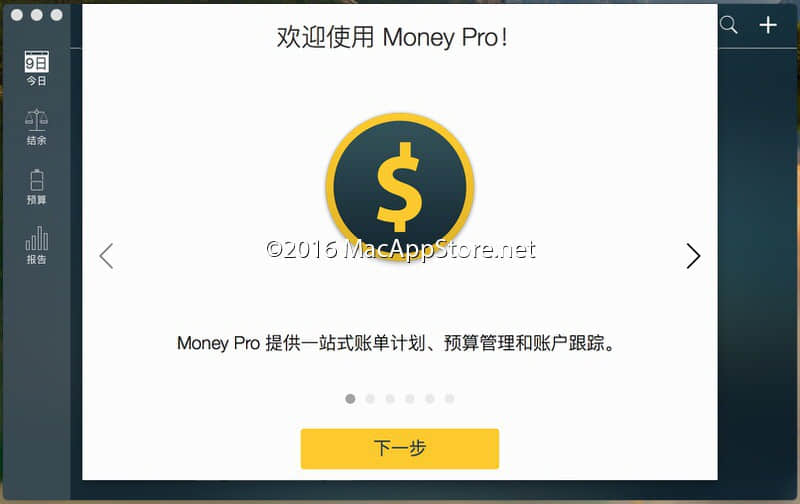 欢迎使用 Money Pro!
9日
今日
结余
预算
报告
$
©2016 MacAppStore.net
Money Pro 提供一站式账单计划、预算管理和账户跟踪。
下一步